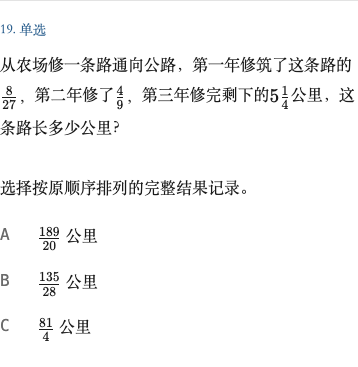 19. 单选
从农场修一条路通向公路，第一年修筑了这条路的
8/27，第二年修了4/9，第三年修完剩下的5 1/4公里，这
条路长多少公里?
选择按原顺序排列的完整结果记录。
A 189/20 公里
B 135/28 公里
C 81/4 公里